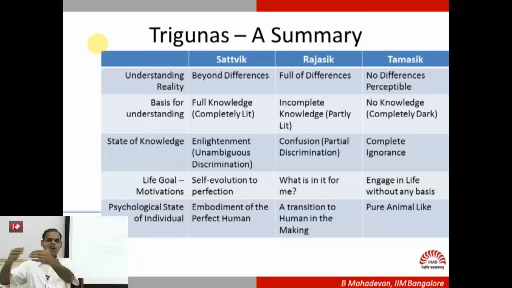 Trigunas – A Summary
Sattvik Rajasik Tamasik
Understanding Reality Beyond Differences Full of Differences No Differences Perceptible
Basis for understanding Full Knowledge (Completely Lit) Incomplete Knowledge (Partly Lit) No Knowledge (Completely Dark)
State of Knowledge Enlightenment (Unambiguous Discrimination) Confusion (Partial Discrimination) Complete Ignorance
Life Goal – Motivations Self-evolution to perfection What is in it for me? Engage in Life without any basis
Psychological State of Individual Embodiment of the Perfect Human A transition to Human in the Making Pure Animal Like
B Mahadevan, IIM Bangalore